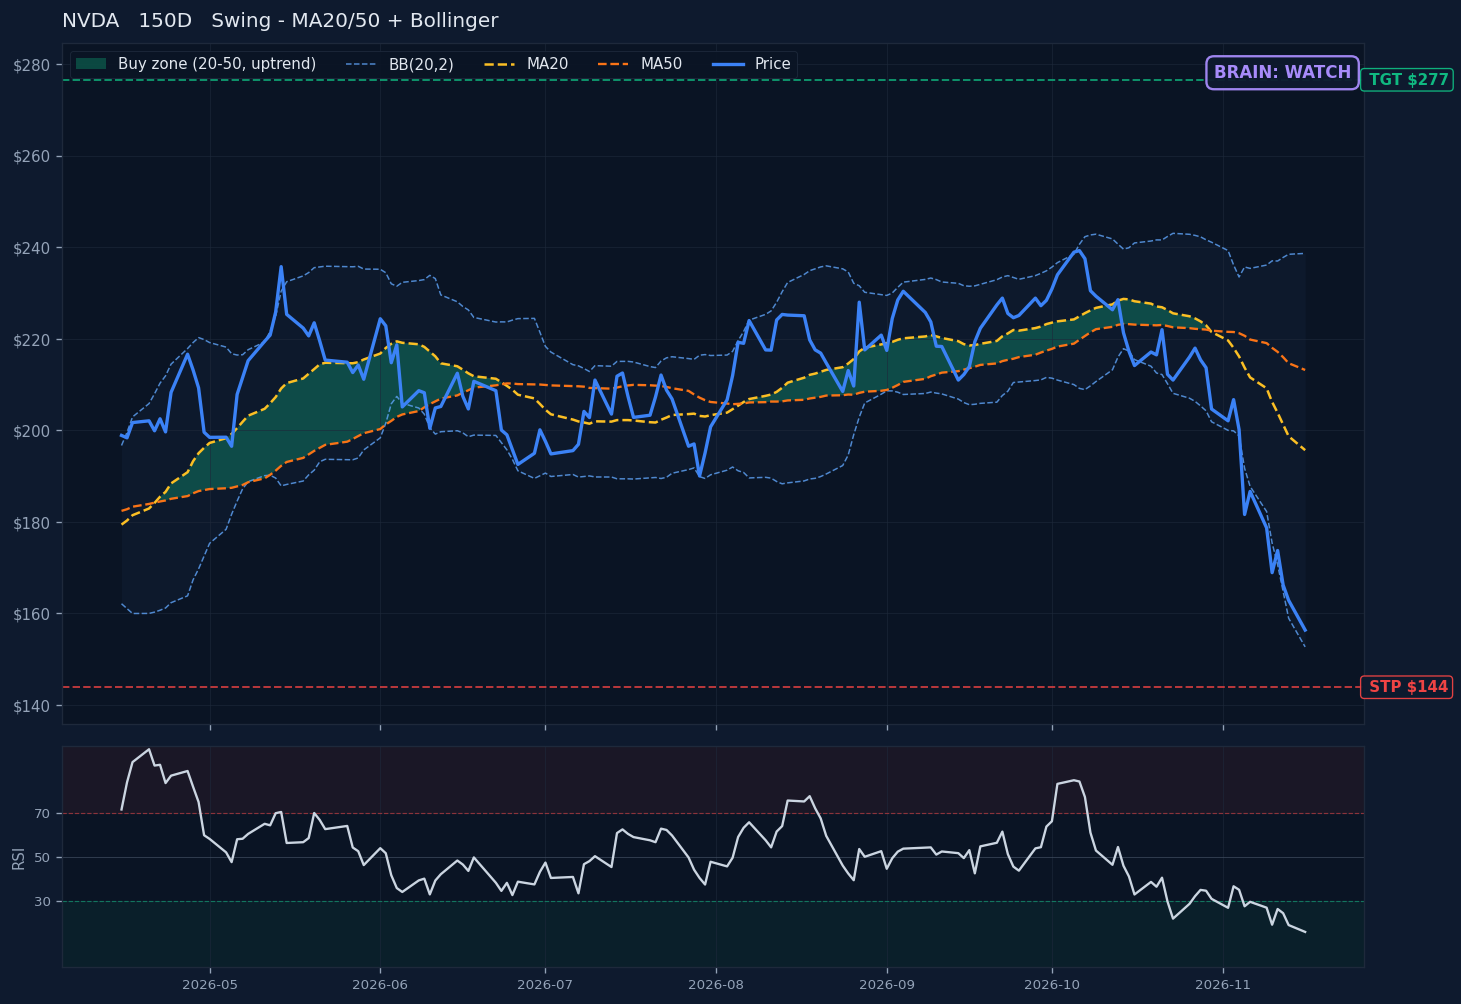 NVDA   150D   Swing - MA20/50 + Bollinger
Buy zone (20-50, uptrend)   BB(20,2)   MA20   MA50   Price
BRAIN: WATCH
TGT $277
STP $144
$280
$260
$240
$220
$200
$180
$160
$140
RSI
70
50
30
2026-05   2026-06   2026-07   2026-08   2026-09   2026-10   2026-11